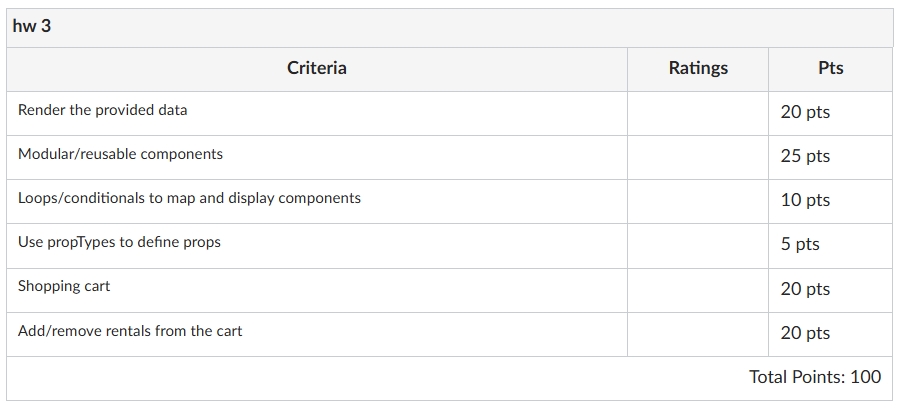 hw 3
Criteria Ratings Pts
Render the provided data 20 pts
Modular/reusable components 25 pts
Loops/conditionals to map and display components 10 pts
Use propTypes to define props 5 pts
Shopping cart 20 pts
Add/remove rentals from the cart 20 pts
Total Points: 100